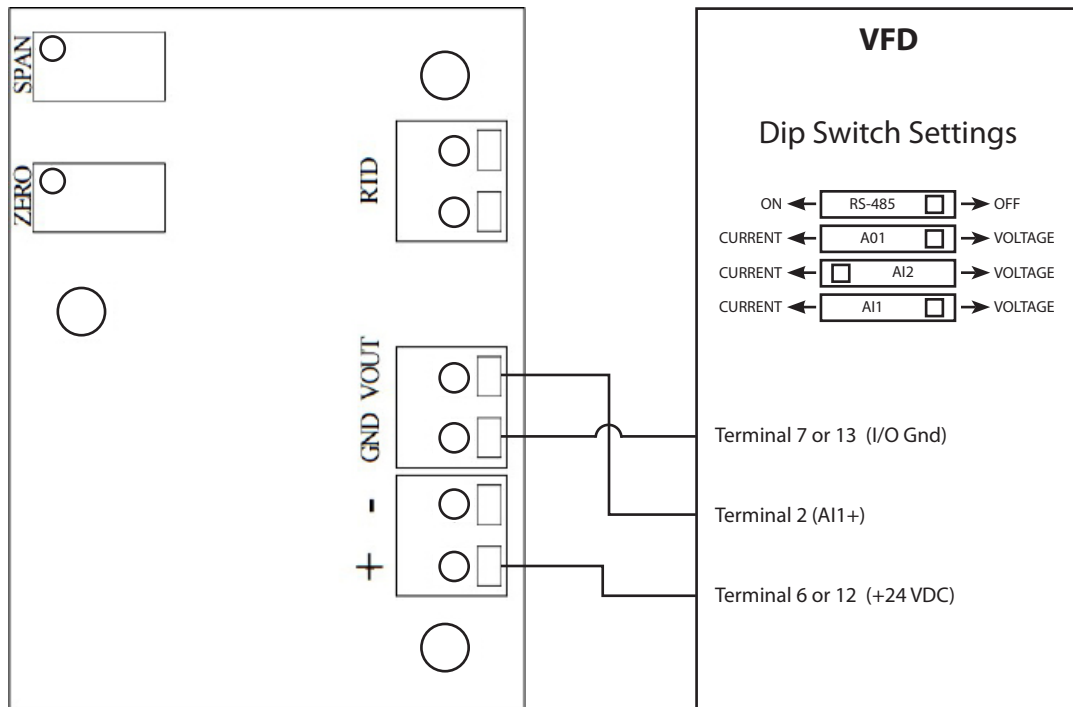 SPAN
ZERO
RTD
VOUT
GND
-
+
VFD
Dip Switch Settings
ON RS-485 OFF
CURRENT A01 VOLTAGE
CURRENT AI2 VOLTAGE
CURRENT AI1 VOLTAGE
Terminal 7 or 13 (I/O Gnd)
Terminal 2 (AI1+)
Terminal 6 or 12 (+24 VDC)